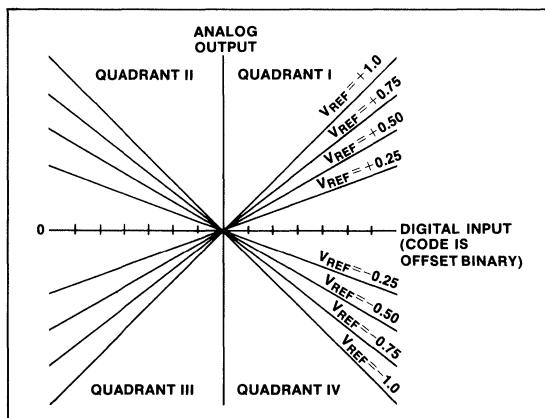 ANALOG
OUTPUT
QUADRANT II
QUADRANT I
VREF=+1.0
VREF=+0.75
VREF=+0.50
VREF=+0.25
0
DIGITAL INPUT
(CODE IS
OFFSET BINARY)
VREF=-0.25
VREF=-0.50
VREF=-0.75
VREF=-1.0
QUADRANT III
QUADRANT IV